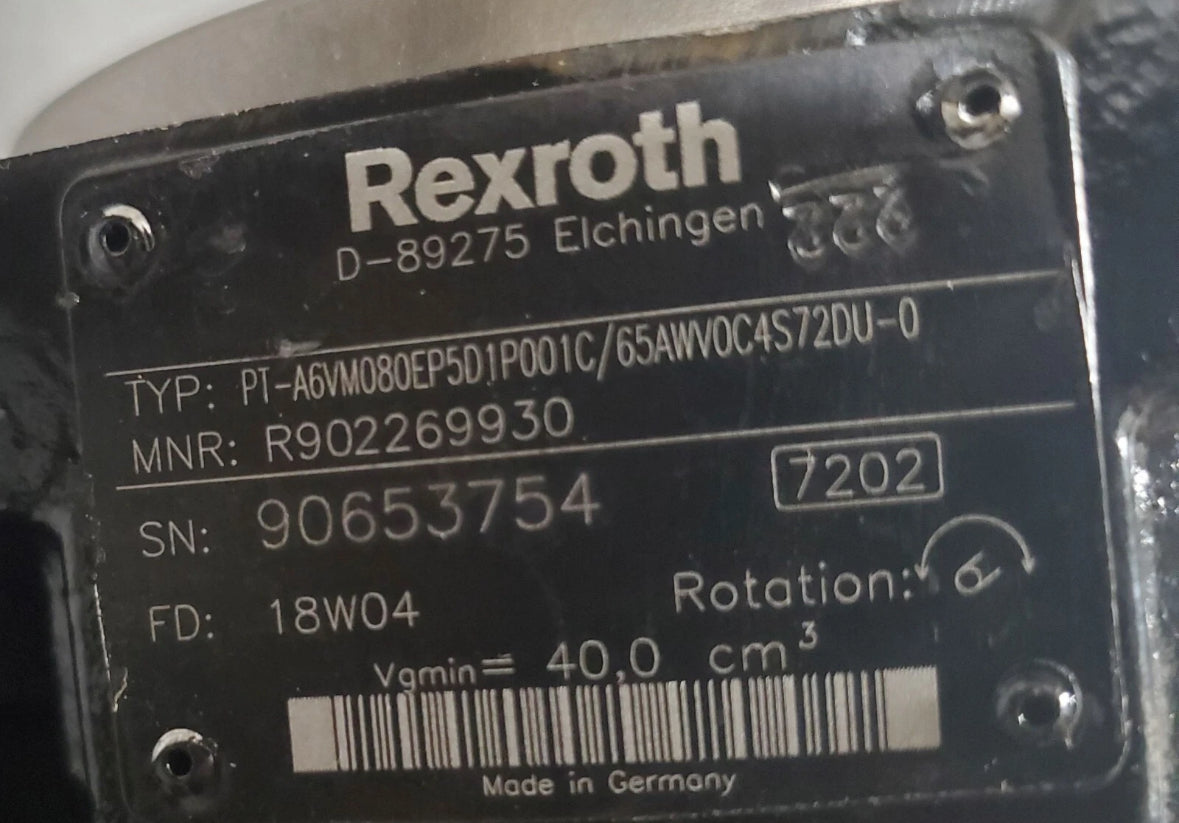 Rexroth
D-89275 Elchingen
TYP: PT-A6VM080EP5D1P001C/65AWV0C4S72DU-0
MNR: R902269930
SN: 90653754 7202
FD: 18W04 Rotation:
Vgmin= 40,0 cm³
Made in Germany